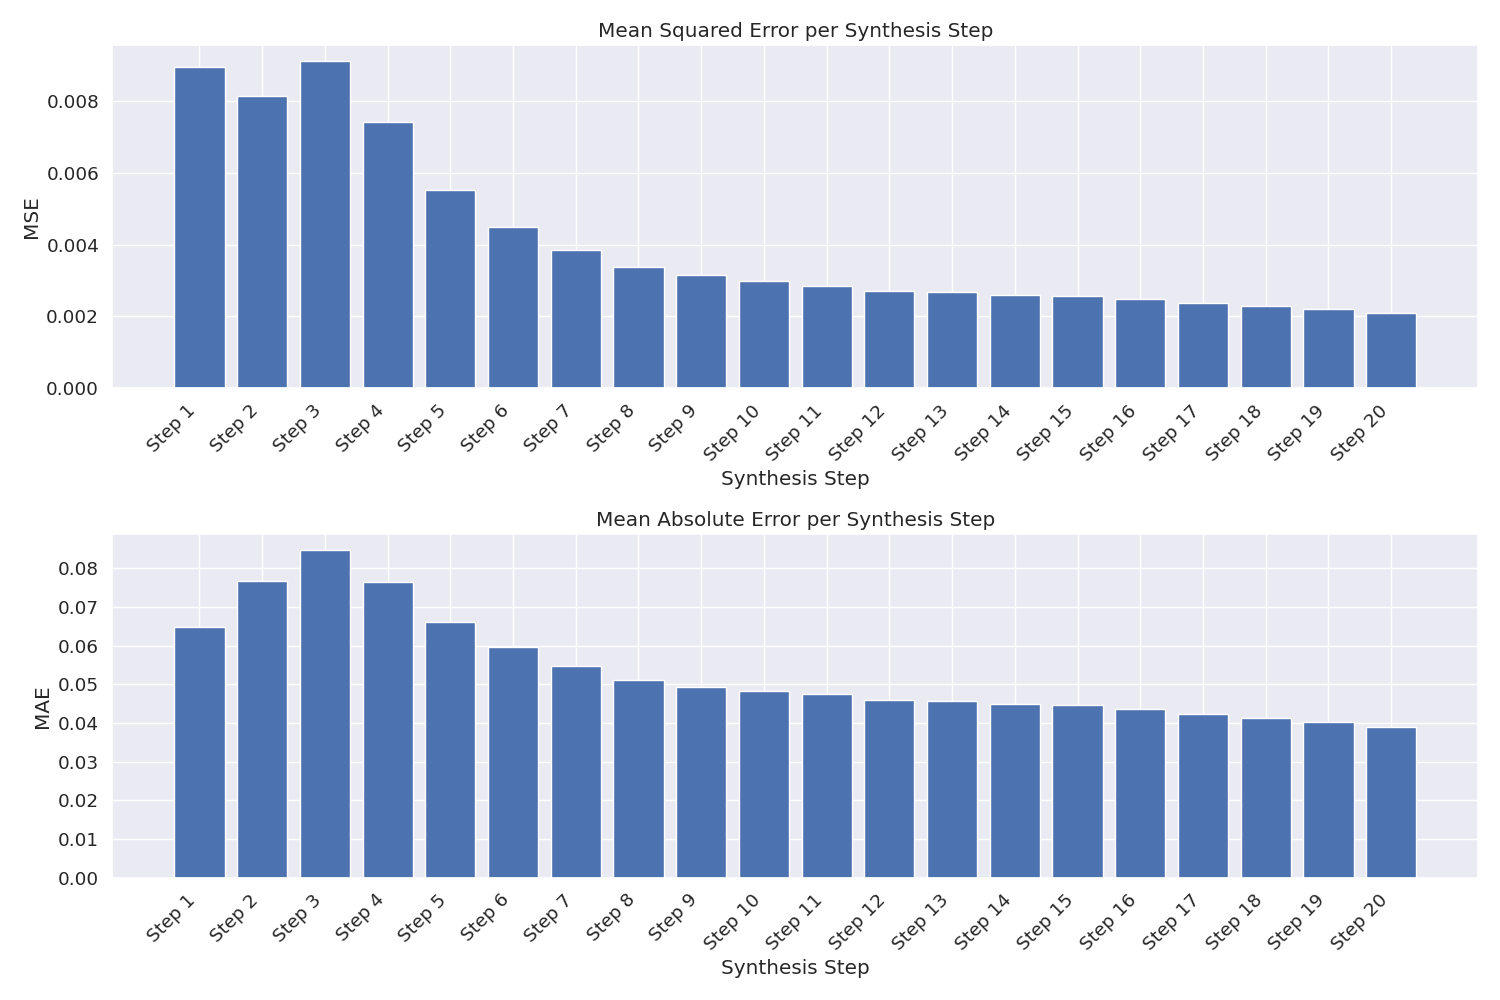 Mean Squared Error per Synthesis Step
MSE
0.008
0.006
0.004
0.002
0.000
Step 1
Step 2
Step 3
Step 4
Step 5
Step 6
Step 7
Step 8
Step 9
Step 10
Step 11
Step 12
Step 13
Step 14
Step 15
Step 16
Step 17
Step 18
Step 19
Step 20
Synthesis Step
Mean Absolute Error per Synthesis Step
MAE
0.08
0.07
0.06
0.05
0.04
0.03
0.02
0.01
0.00
Step 1
Step 2
Step 3
Step 4
Step 5
Step 6
Step 7
Step 8
Step 9
Step 10
Step 11
Step 12
Step 13
Step 14
Step 15
Step 16
Step 17
Step 18
Step 19
Step 20
Synthesis Step